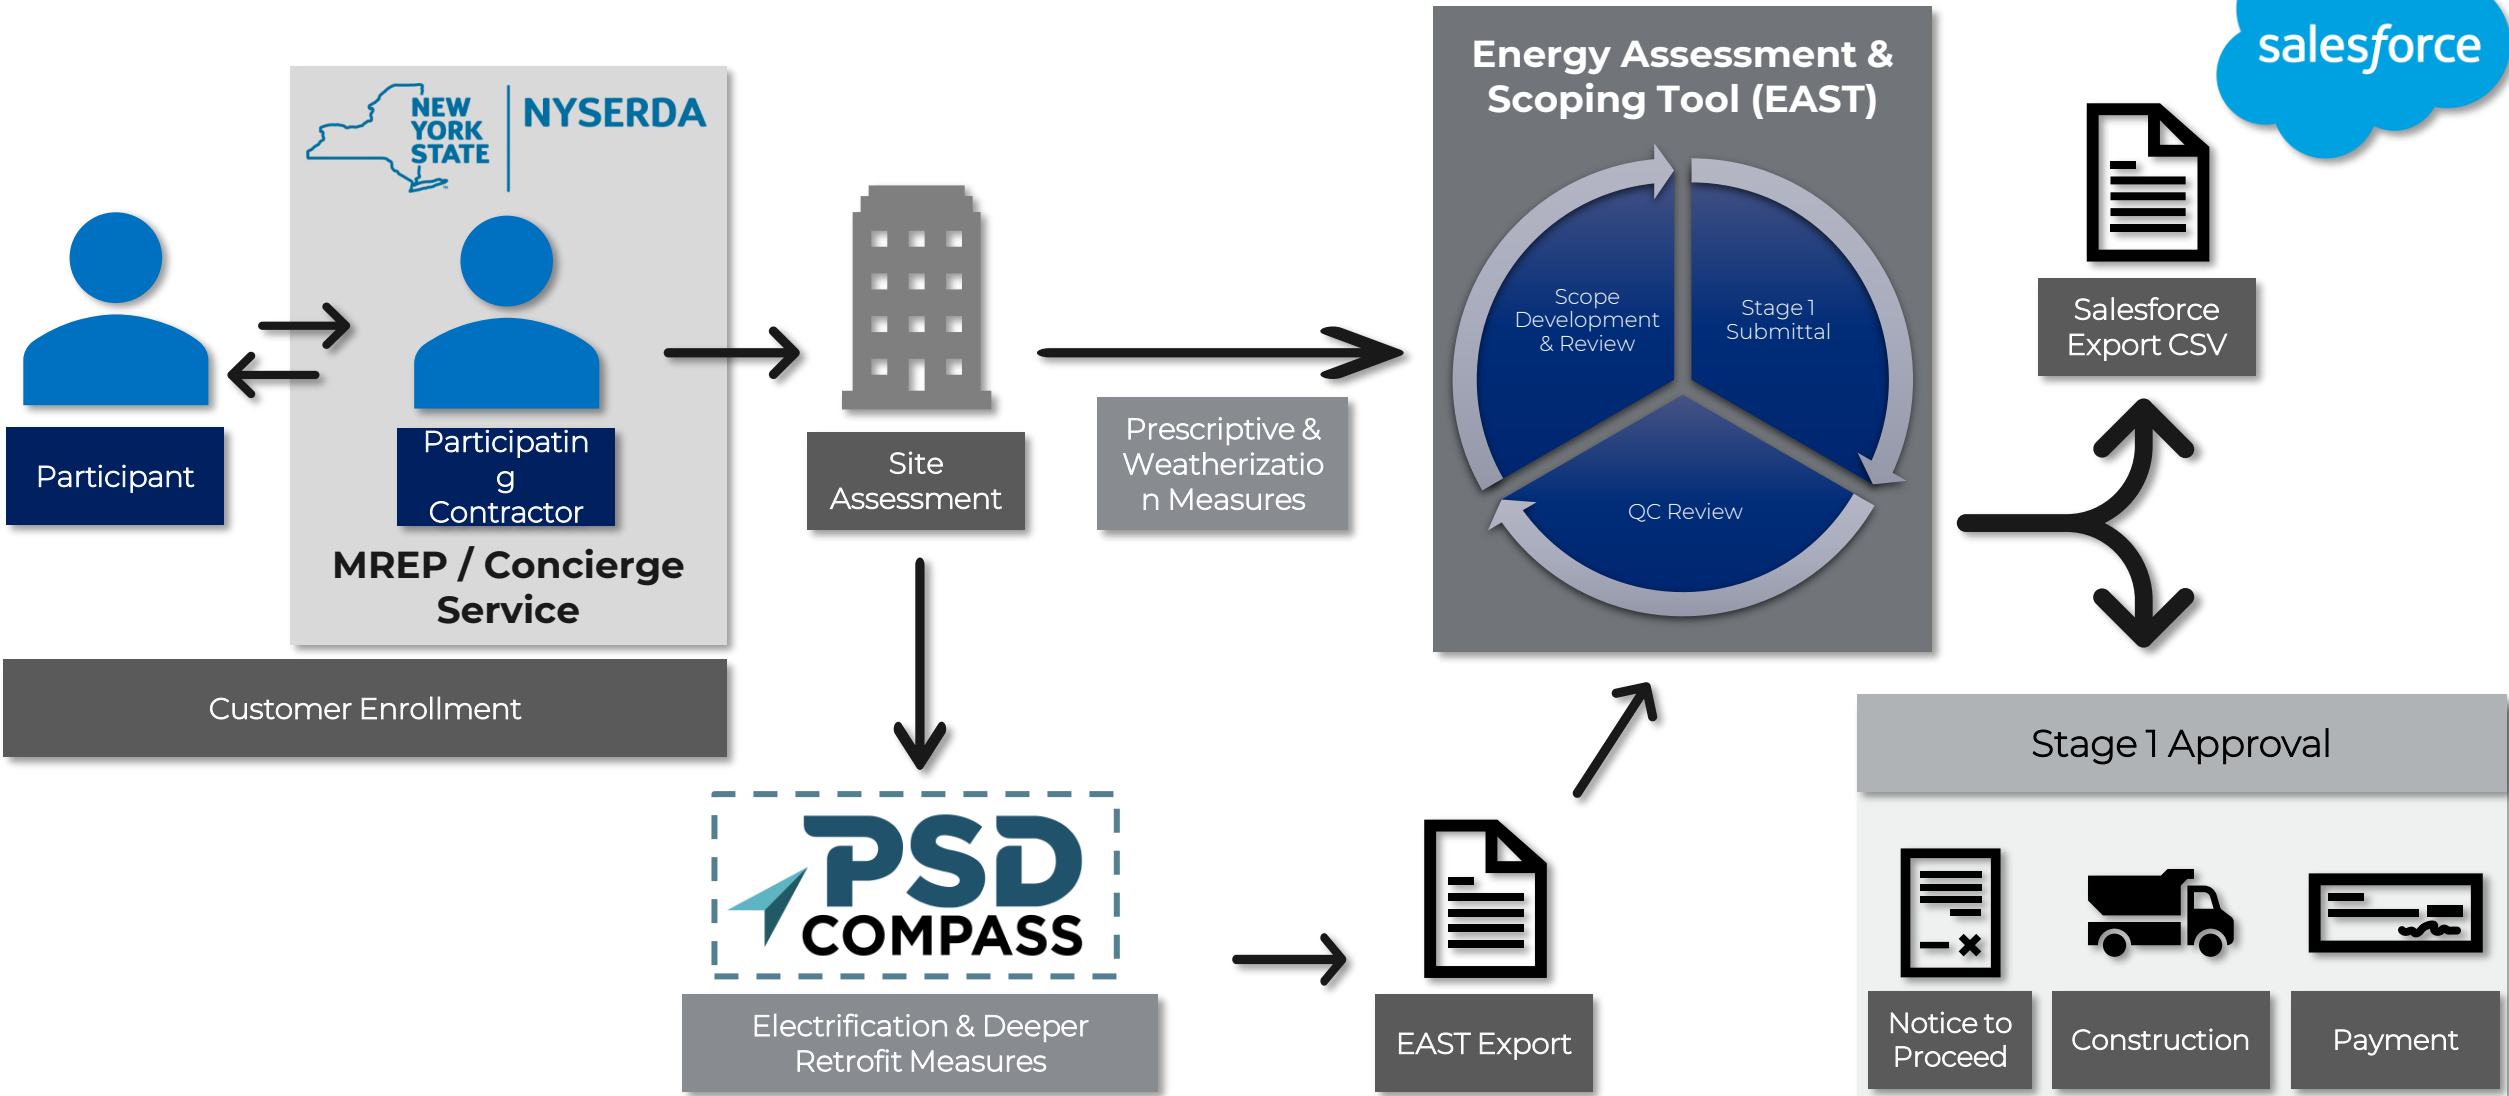 NEW
YORK
STATE
NYSERDA
Participant
Participatin
g
Contractor
MREP / Concierge
Service
Customer Enrollment
Site
Assessment
Prescriptive &
Weatherizatio
n Measures
Energy Assessment &
Scoping Tool (EAST)
Scope
Development
& Review
Stage 1
Submittal
QC Review
salesforce
Salesforce
Export CSV
PSD
COMPASS
Electrification & Deeper
Retrofit Measures
EAST Export
Stage 1 Approval
Notice to
Proceed
Construction
Payment